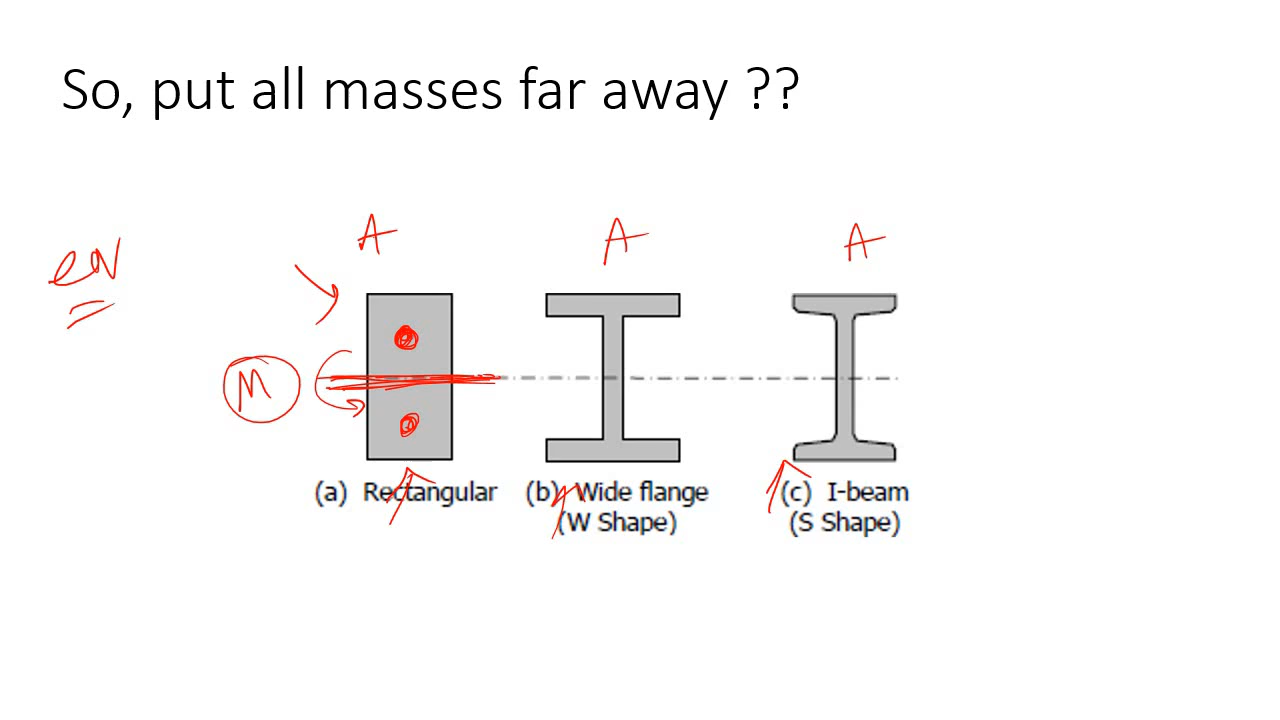 So, put all masses far away ??
A A A
M
(a) Rectangular
(b) Wide flange
(W Shape)
(c) I-beam
(S Shape)